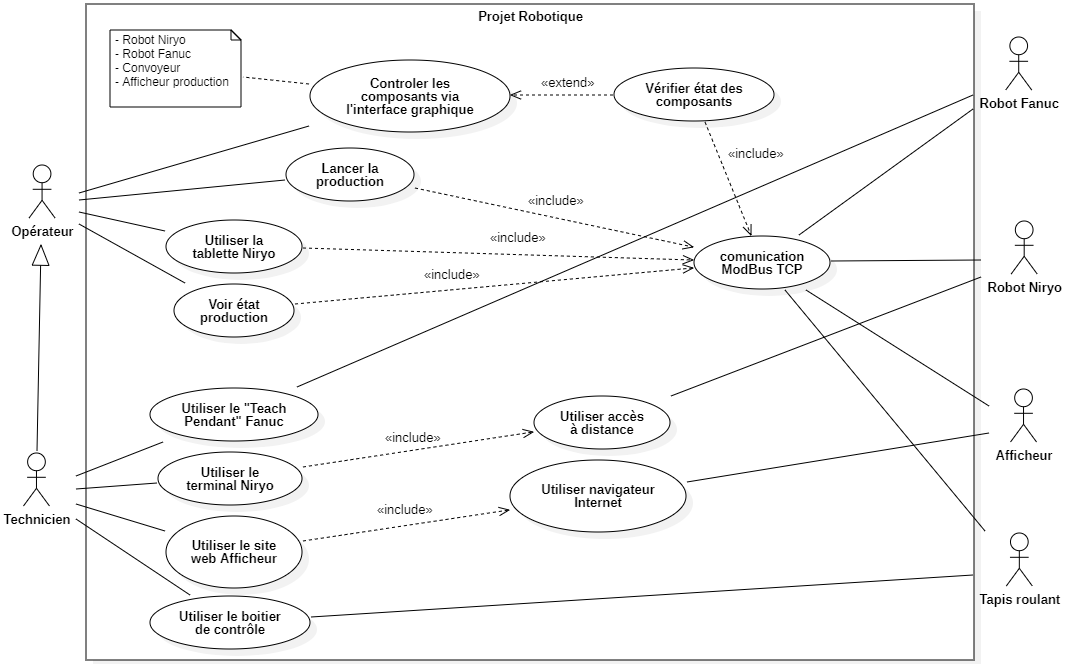 Projet Robotique
- Robot Niryo
- Robot Fanuc
- Convoyeur
- Afficheur production
Controler les
composants via
l'interface graphique
«extend»
Vérifier état des
composants
Robot Fanuc
«include»
Lancer la
production
«include»
Opérateur
Utiliser la
tablette Niryo
«include»
comunication
ModBus TCP
«include»
Voir état
production
Robot Niryo
Utiliser le "Teach
Pendant" Fanuc
Utiliser accès
à distance
«include»
Afficheur
Utiliser le
terminal Niryo
Utiliser navigateur
Internet
«include»
Technicien
Utiliser le site
web Afficheur
Tapis roulant
Utiliser le boitier
de contrôle